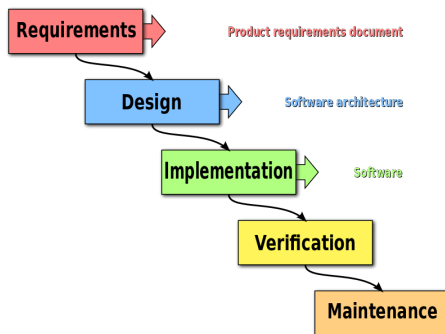 Requirements
Product requirements document
Design
Software architecture
Implementation
Software
Verification
Maintenance